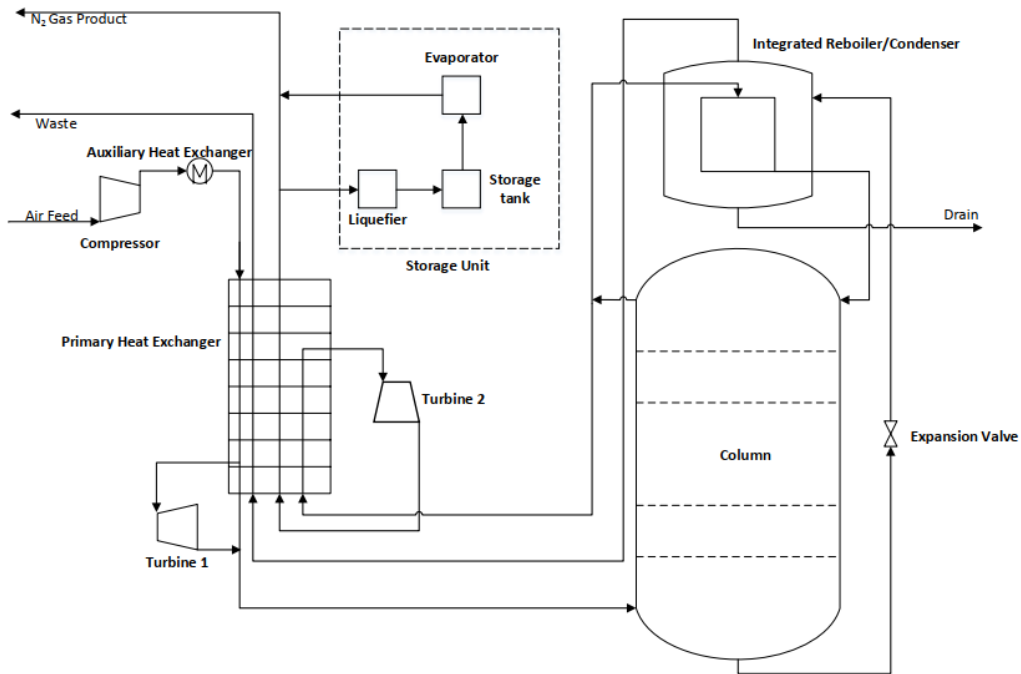 N₂ Gas Product
Integrated Reboiler/Condenser
Evaporator
Waste
Auxiliary Heat Exchanger
M
Storage
tank
Air Feed
Liquefier
Drain
Compressor
Storage Unit
Primary Heat Exchanger
Turbine 2
Expansion Valve
Column
Turbine 1